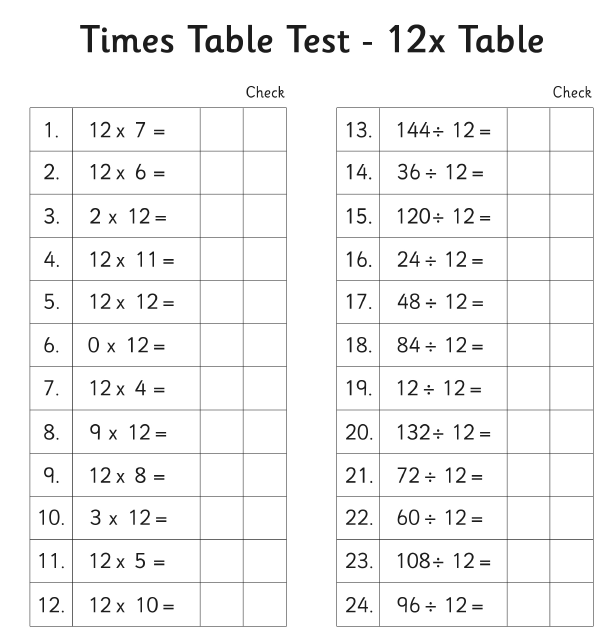 Times Table Test - 12x Table
Check
1. 12 x 7 =
2. 12 x 6 =
3. 2 x 12 =
4. 12 x 11 =
5. 12 x 12 =
6. 0 x 12 =
7. 12 x 4 =
8. 9 x 12 =
9. 12 x 8 =
10. 3 x 12 =
11. 12 x 5 =
12. 12 x 10 =
Check
13. 144 ÷ 12 =
14. 36 ÷ 12 =
15. 120 ÷ 12 =
16. 24 ÷ 12 =
17. 48 ÷ 12 =
18. 84 ÷ 12 =
19. 12 ÷ 12 =
20. 132 ÷ 12 =
21. 72 ÷ 12 =
22. 60 ÷ 12 =
23. 108 ÷ 12 =
24. 96 ÷ 12 =